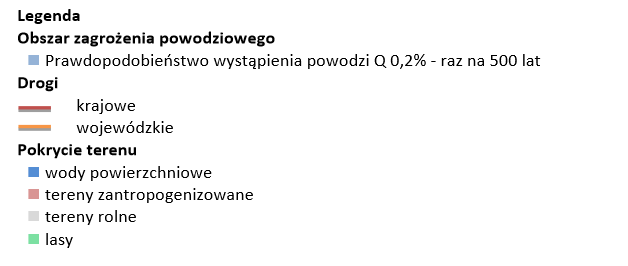 Legenda
Obszar zagrożenia powodziowego
Prawdopodobieństwo wystąpienia powodzi Q 0,2% - raz na 500 lat
Drogi
krajowe
wojewódzkie
Pokrycie terenu
wody powierzchniowe
tereny zantropogenizowane
tereny rolne
lasy